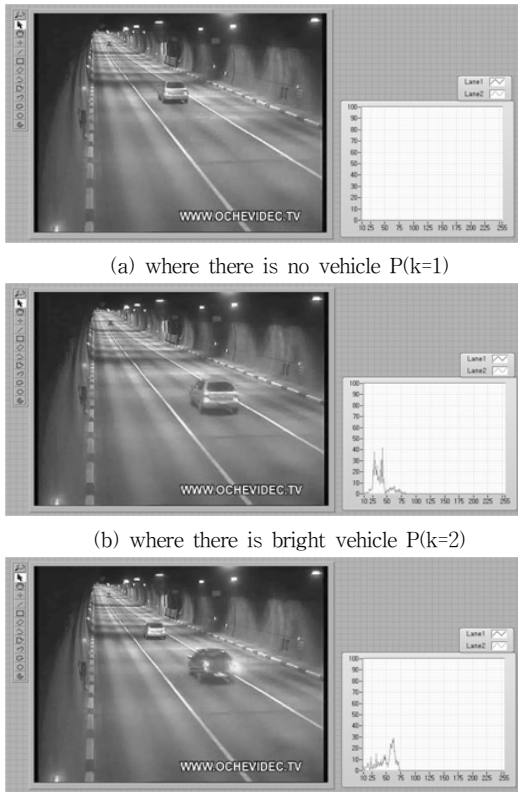 Lane1
Lane2
100-
90-
80-
70-
60-
50-
40-
30-
20-
10-
0-
10 25 50 75 100 125 150 175 200 225 255
WWW.OCHEVIDEC.TV
(a) where there is no vehicle P(k=1)
Lane1
Lane2
100-
90-
80-
70-
60-
50-
40-
30-
20-
10-
0-
10 25 50 75 100 125 150 175 200 225 255
WWW.OCHEVIDEC.TV
(b) where there is bright vehicle P(k=2)
Lane1
Lane2
100-
90-
80-
70-
60-
50-
40-
30-
20-
10-
0-
10 25 50 75 100 125 150 175 200 225 255
WWW.OCHEVIDEC.TV